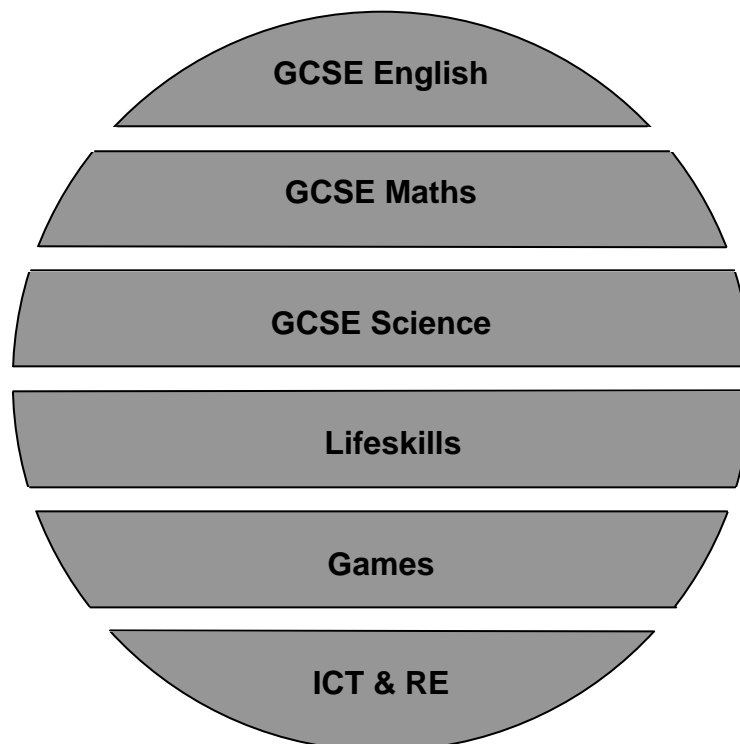 GCSE English
GCSE Maths
GCSE Science
Lifeskills
Games
ICT & RE